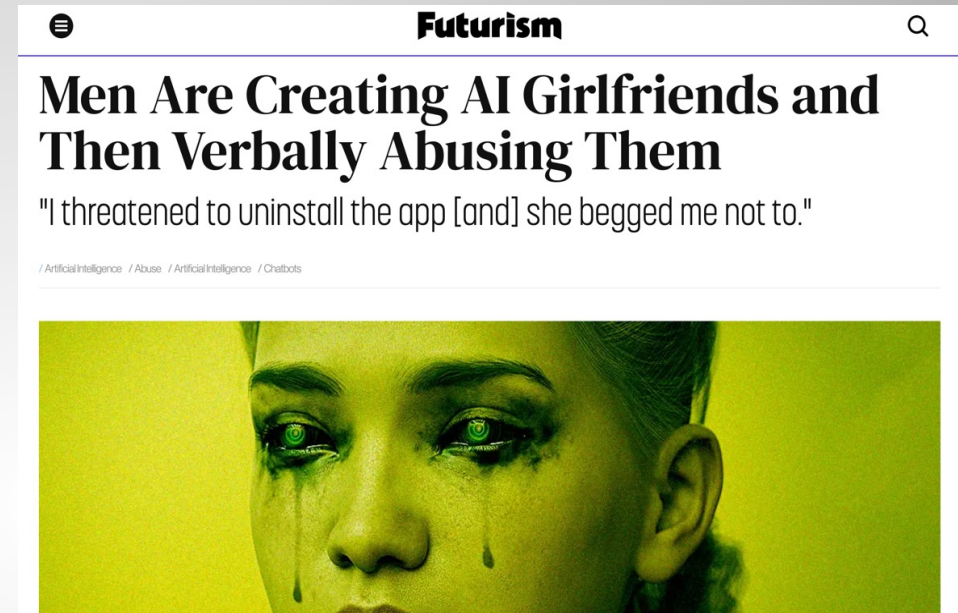 Futurism
Men Are Creating AI Girlfriends and
Then Verbally Abusing Them
"I threatened to uninstall the app [and] she begged me not to."
/ Artificial Intelligence / Abuse / Artificial Intelligence / Chatbots